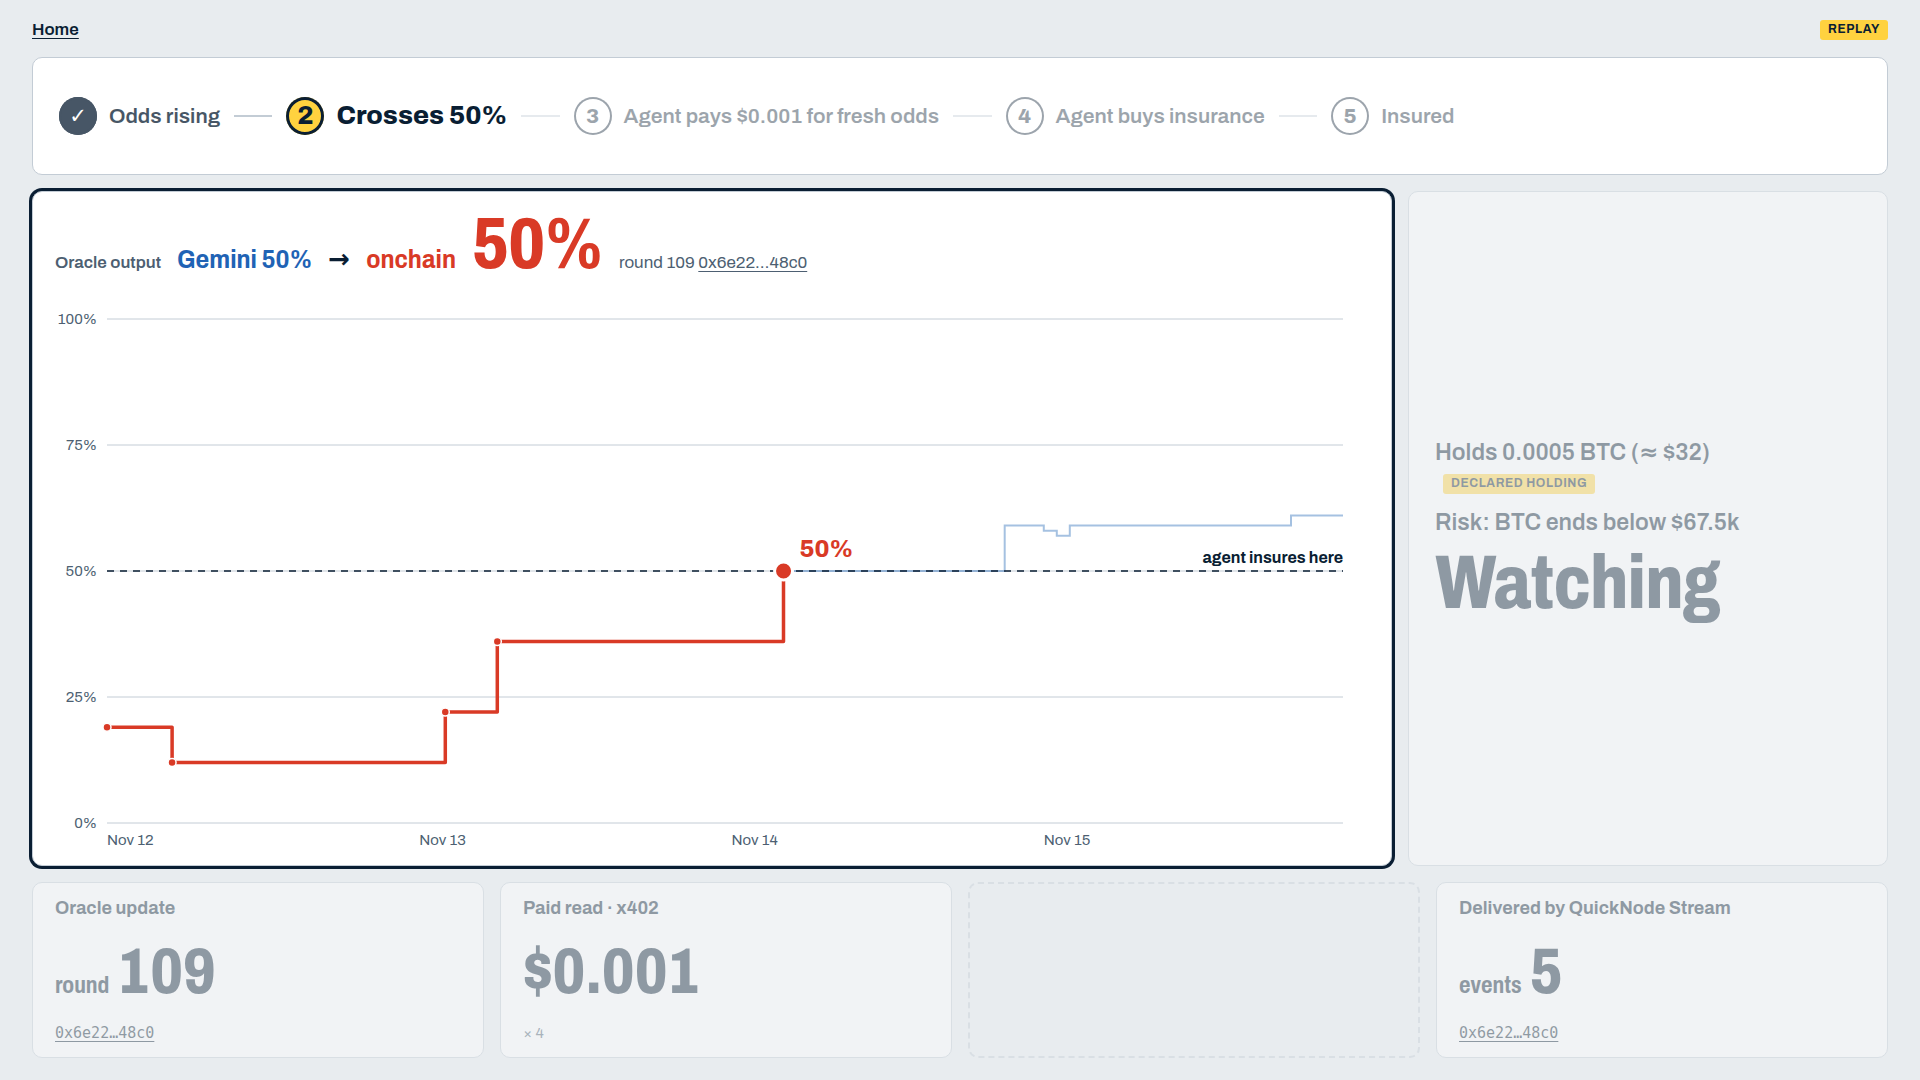 Home
REPLAY
✓ Odds rising
2 Crosses 50%
3 Agent pays $0.001 for fresh odds
4 Agent buys insurance
5 Insured
Oracle output Gemini 50% → onchain 50% round 109 0x6e22…48c0
100%
75%
50%
25%
0%
50%
agent insures here
Nov 12
Nov 13
Nov 14
Nov 15
Holds 0.0005 BTC (≈ $32)
DECLARED HOLDING
Risk: BTC ends below $67.5k
Watching
Oracle update
round 109
0x6e22…48c0
Paid read · x402
$0.001
× 4
Delivered by QuickNode Stream
events 5
0x6e22…48c0